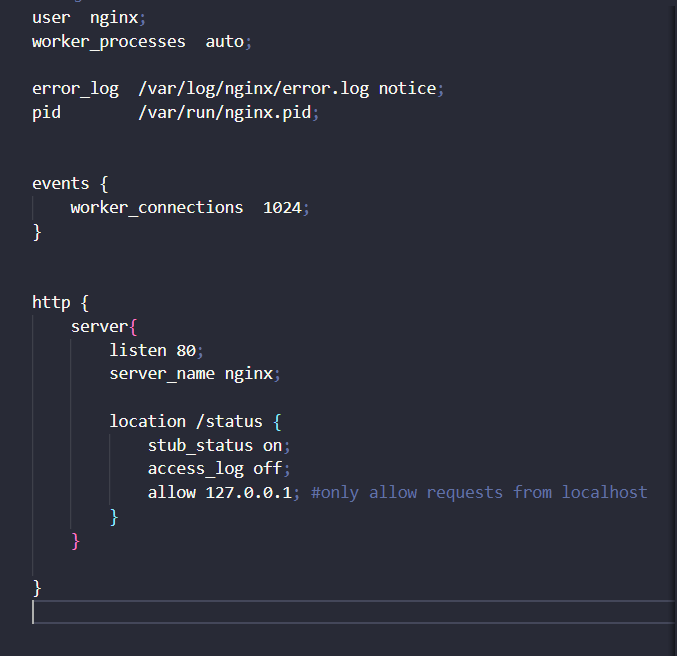 user  nginx;
worker_processes  auto;
error_log  /var/log/nginx/error.log notice;
pid        /var/run/nginx.pid;
events {
    worker_connections  1024;
}
http {
    server{
        listen 80;
        server_name nginx;
        location /status {
            stub_status on;
            access_log off;
            allow 127.0.0.1; #only allow requests from localhost
        }
    }
}